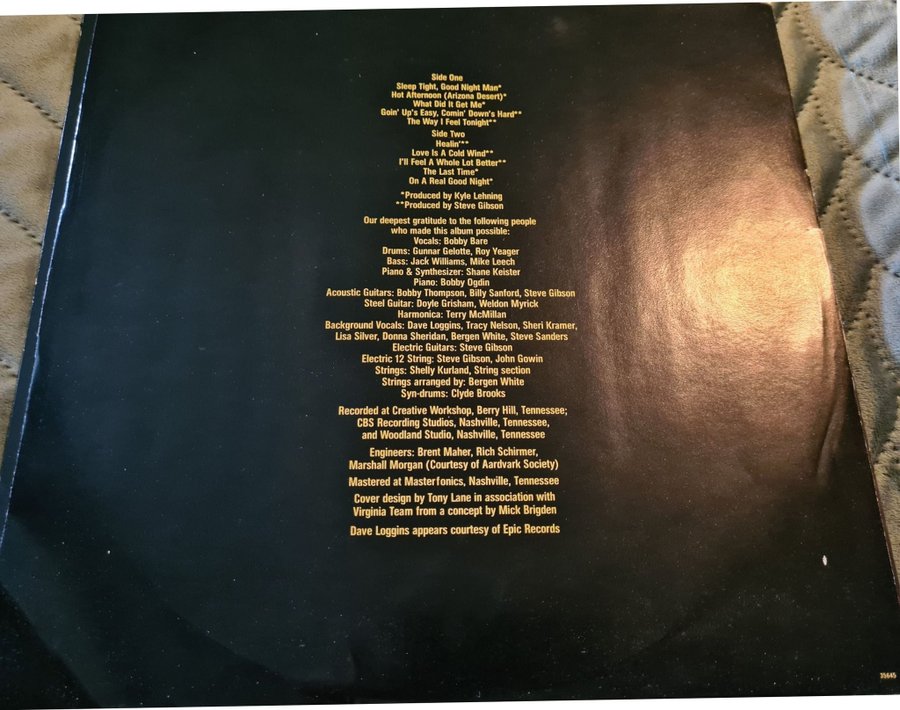 Side One
Sleep Tight, Good Night Man*
Hot Afternoon (Arizona Desert)*
What Did It Get Me*
Goin' Up's Easy, Comin' Down's Hard**
The Way I Feel Tonight**
Side Two
Healin'**
Love Is A Cold Wind**
I'll Feel A Whole Lot Better**
The Last Time*
On A Real Good Night*
*Produced by Kyle Lehning
**Produced by Steve Gibson
Our deepest gratitude to the following people
who made this album possible:
Vocals: Bobby Bare
Drums: Gunnar Gelotte, Roy Yeager
Bass: Jack Williams, Mike Leech
Piano & Synthesizer: Shane Keister
Piano: Bobby Ogdin
Acoustic Guitars: Bobby Thompson, Billy Sanford, Steve Gibson
Steel Guitar: Doyle Grisham, Weldon Myrick
Harmonica: Terry McMillan
Background Vocals: Dave Loggins, Tracy Nelson, Sheri Kramer,
Lisa Silver, Donna Sheridan, Bergen White, Steve Sanders
Electric Guitars: Steve Gibson
Electric 12 String: Steve Gibson, John Gowin
Strings: Shelly Kurland, String section
Strings arranged by: Bergen White
Syn-drums: Clyde Brooks
Recorded at Creative Workshop, Berry Hill, Tennessee;
CBS Recording Studios, Nashville, Tennessee,
and Woodland Studio, Nashville, Tennessee
Engineers: Brent Maher, Rich Schirmer,
Marshall Morgan (Courtesy of Aardvark Society)
Mastered at Masterfonics, Nashville, Tennessee
Cover design by Tony Lane in association with
Virginia Team from a concept by Mick Brigden
Dave Loggins appears courtesy of Epic Records
35645